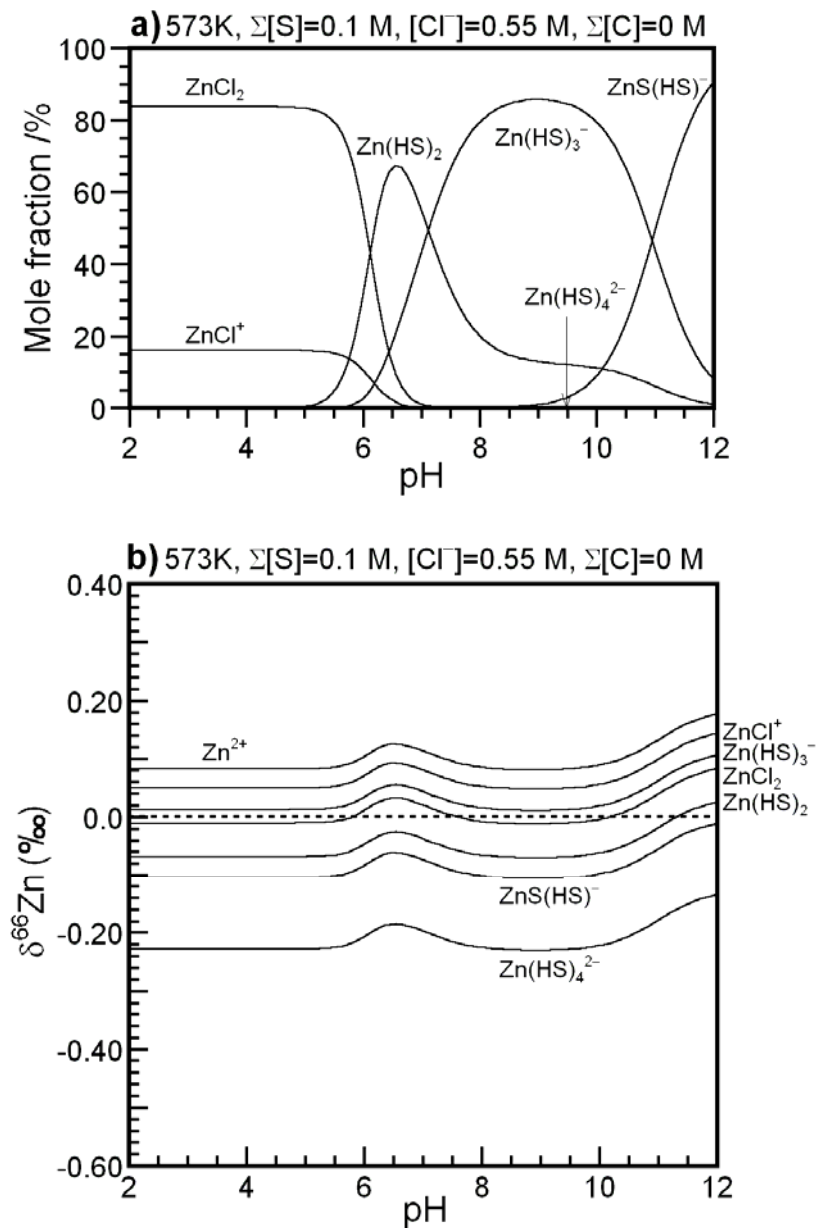 a) 573K, Σ[S]=0.1 M, [Cl⁻]=0.55 M, Σ[C]=0 M
100
80
60
40
20
0
Mole fraction /%
ZnCl₂
ZnCl⁺
Zn(HS)₂
Zn(HS)₃⁻
Zn(HS)₄²⁻
ZnS(HS)⁻
2 4 6 8 10 12
pH
b) 573K, Σ[S]=0.1 M, [Cl⁻]=0.55 M, Σ[C]=0 M
0.40
0.20
0.0
-0.20
-0.40
-0.60
δ⁶⁶Zn (‰)
Zn²⁺
ZnCl⁺
Zn(HS)₃⁻
ZnCl₂
Zn(HS)₂
ZnS(HS)⁻
Zn(HS)₄²⁻
2 4 6 8 10 12
pH